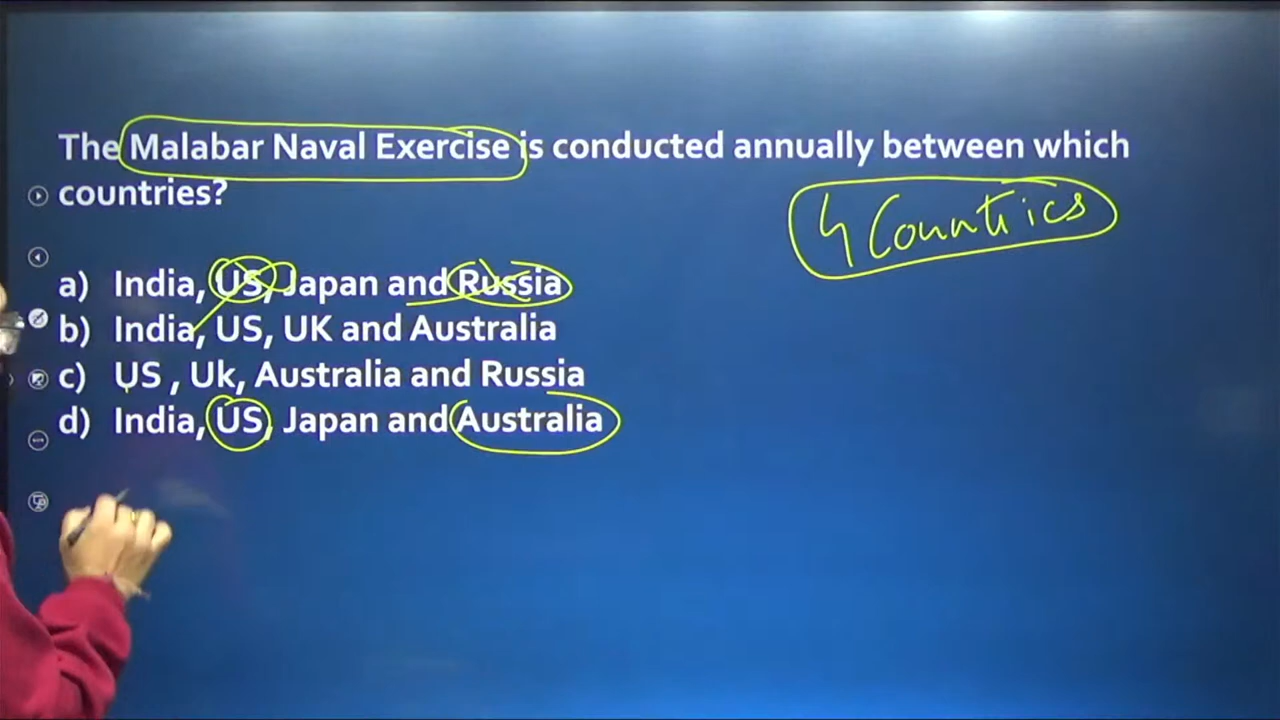 The Malabar Naval Exercise is conducted annually between which
countries?
4 Countries
a) India, US, Japan and Russia
b) India, US, UK and Australia
c) US , Uk, Australia and Russia
d) India, US, Japan and Australia